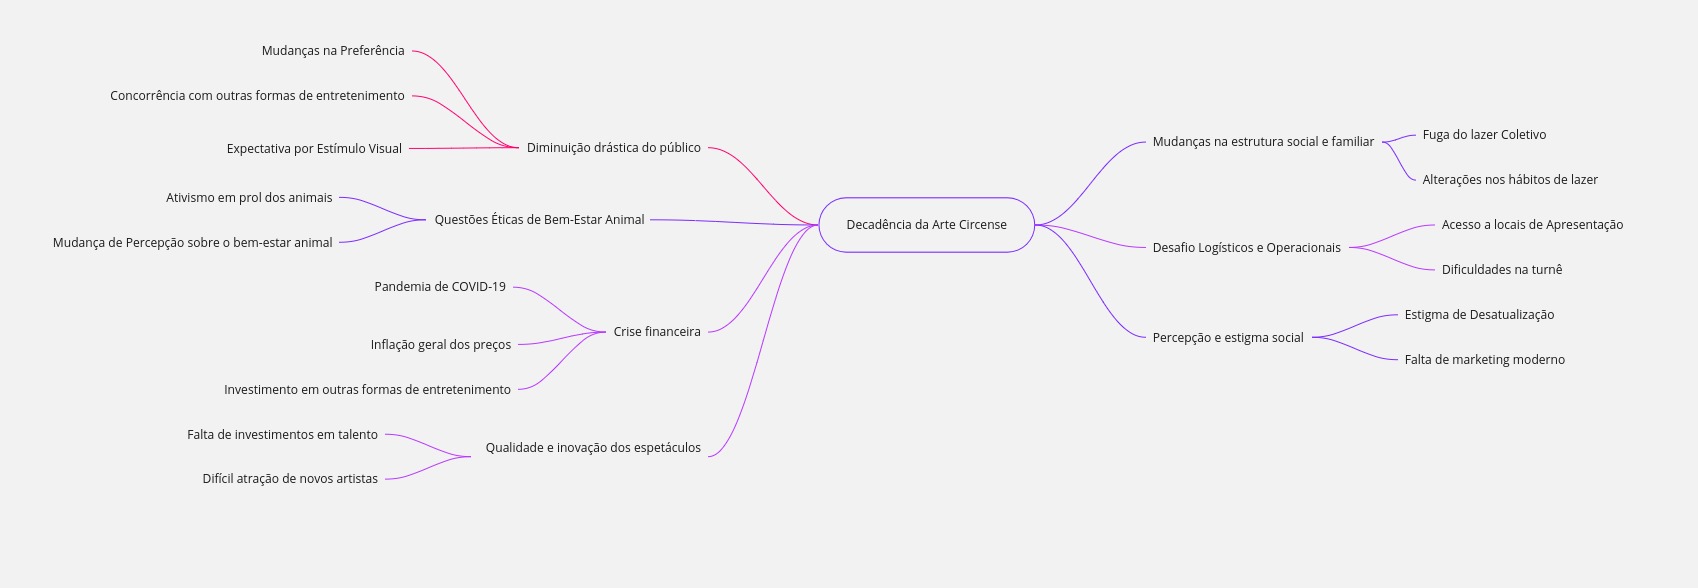 Mudanças na Preferência
Concorrência com outras formas de entretenimento
Expectativa por Estímulo Visual
Diminuição drástica do público
Ativismo em prol dos animais
Mudança de Percepção sobre o bem-estar animal
Questões Éticas de Bem-Estar Animal
Pandemia de COVID-19
Inflação geral dos preços
Investimento em outras formas de entretenimento
Crise financeira
Falta de investimentos em talento
Difícil atração de novos artistas
Qualidade e inovação dos espetáculos
Decadência da Arte Circense
Mudanças na estrutura social e familiar
Fuga do lazer Coletivo
Alterações nos hábitos de lazer
Desafio Logísticos e Operacionais
Acesso a locais de Apresentação
Dificuldades na turnê
Percepção e estigma social
Estigma de Desatualização
Falta de marketing moderno